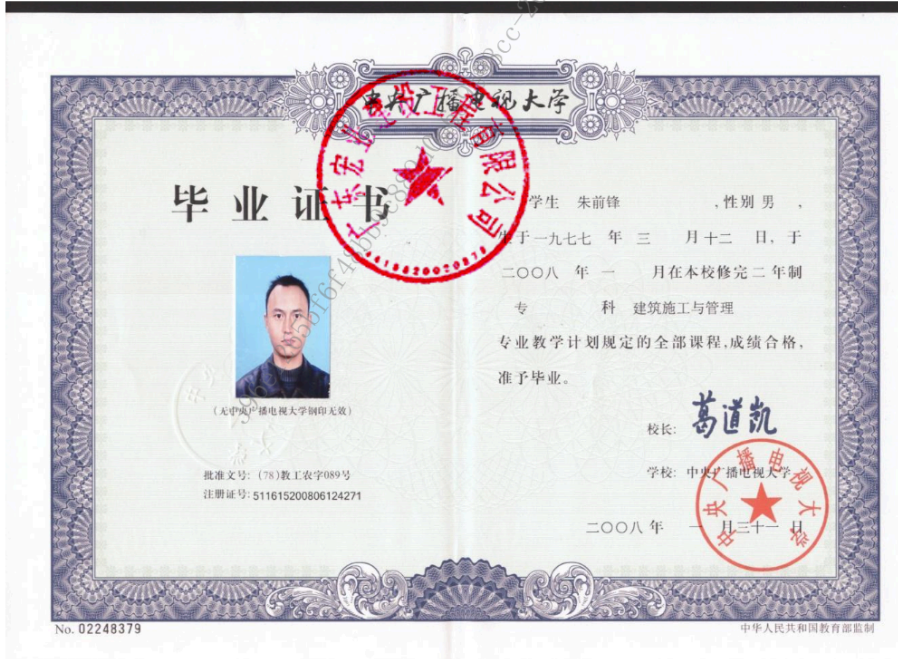 中央广播电视大学
毕业证书
学生 朱前锋 ,性别 男 ,
生于一九七七 年 三 月十二 日, 于
二〇〇八 年 一 月在本校修完二 年制
专 科 建筑施工与管理
专业教学计划规定的全部课程,成绩合格,
准予毕业。
(无中央广播电视大学钢印无效)
校长: 葛道凯
批准文号: (78)教工农字089号
学校: 中央广播电视大学
注册证号: 511615200806124271
二〇〇八 年 一 月三十一 日
中央广播电视大学
No. 02248379
中华人民共和国教育部监制